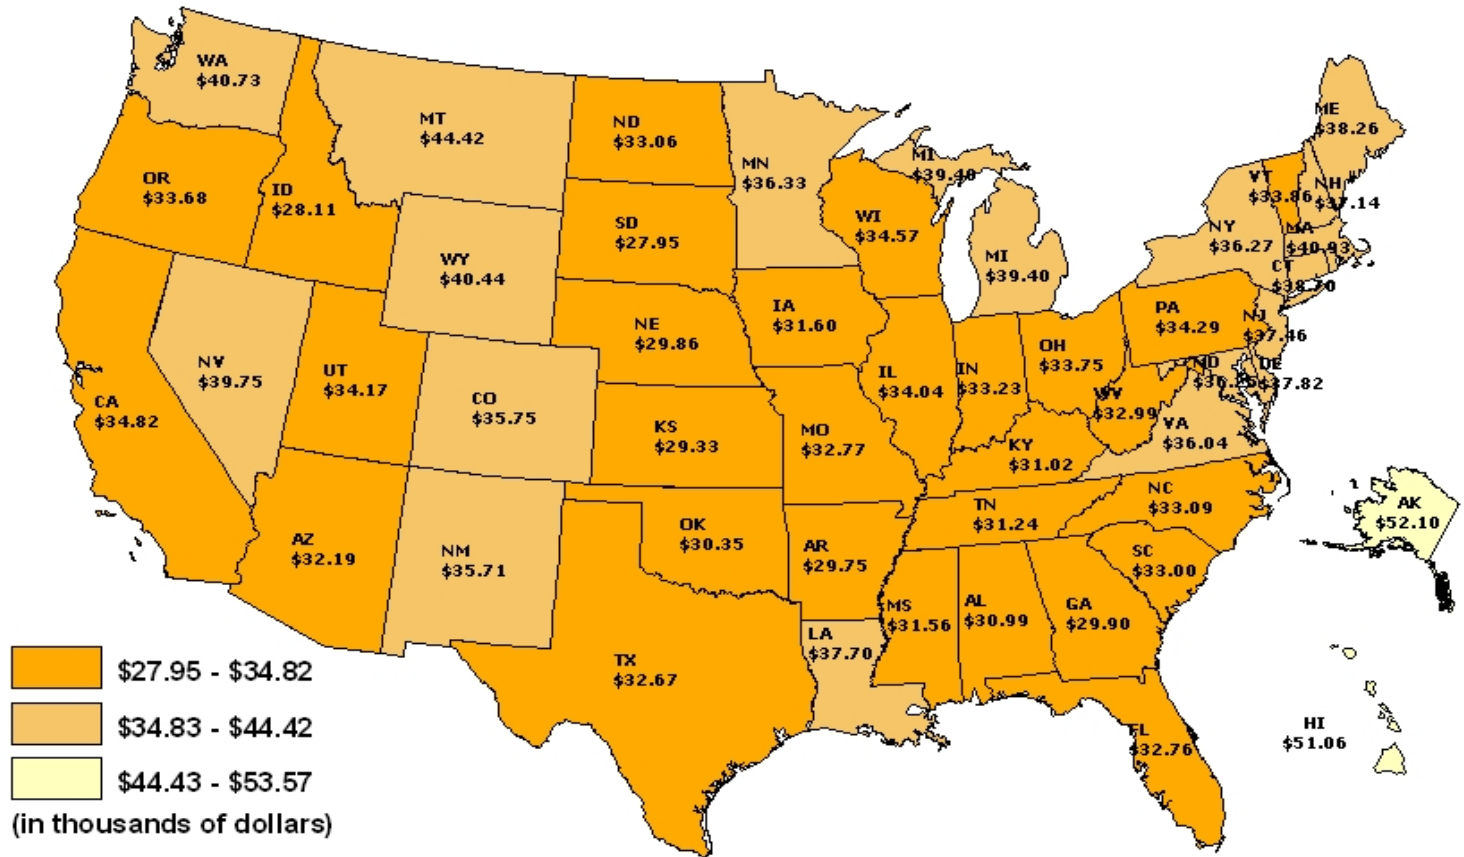 WA
$40.73
MT
$44.42
ND
$33.06
MN
$36.33
MI
$39.40
ME
$38.26
OR
$33.68
ID
$28.11
SD
$27.95
WI
$34.57
VT
$33.86
NH
$37.14
WY
$40.44
MI
$39.40
NY
$36.27
MA
$40.93
CT
$38.70
NV
$39.75
UT
$34.17
NE
$29.86
IA
$31.60
PA
$34.29
NJ
$37.46
CA
$34.82
CO
$35.75
KS
$29.33
MO
$32.77
IL
$34.04
IN
$33.23
OH
$33.75
WV
$32.99
MD
DE
$37.82
VA
$36.04
KY
$31.02
AZ
$32.19
NM
$35.71
OK
$30.35
AR
$29.75
TN
$31.24
NC
$33.09
SC
$33.00
AK
$52.10
TX
$32.67
LA
$37.70
MS
$31.56
AL
$30.99
GA
$29.90
FL
$32.76
HI
$51.06
$27.95 - $34.82
$34.83 - $44.42
$44.43 - $53.57
(in thousands of dollars)